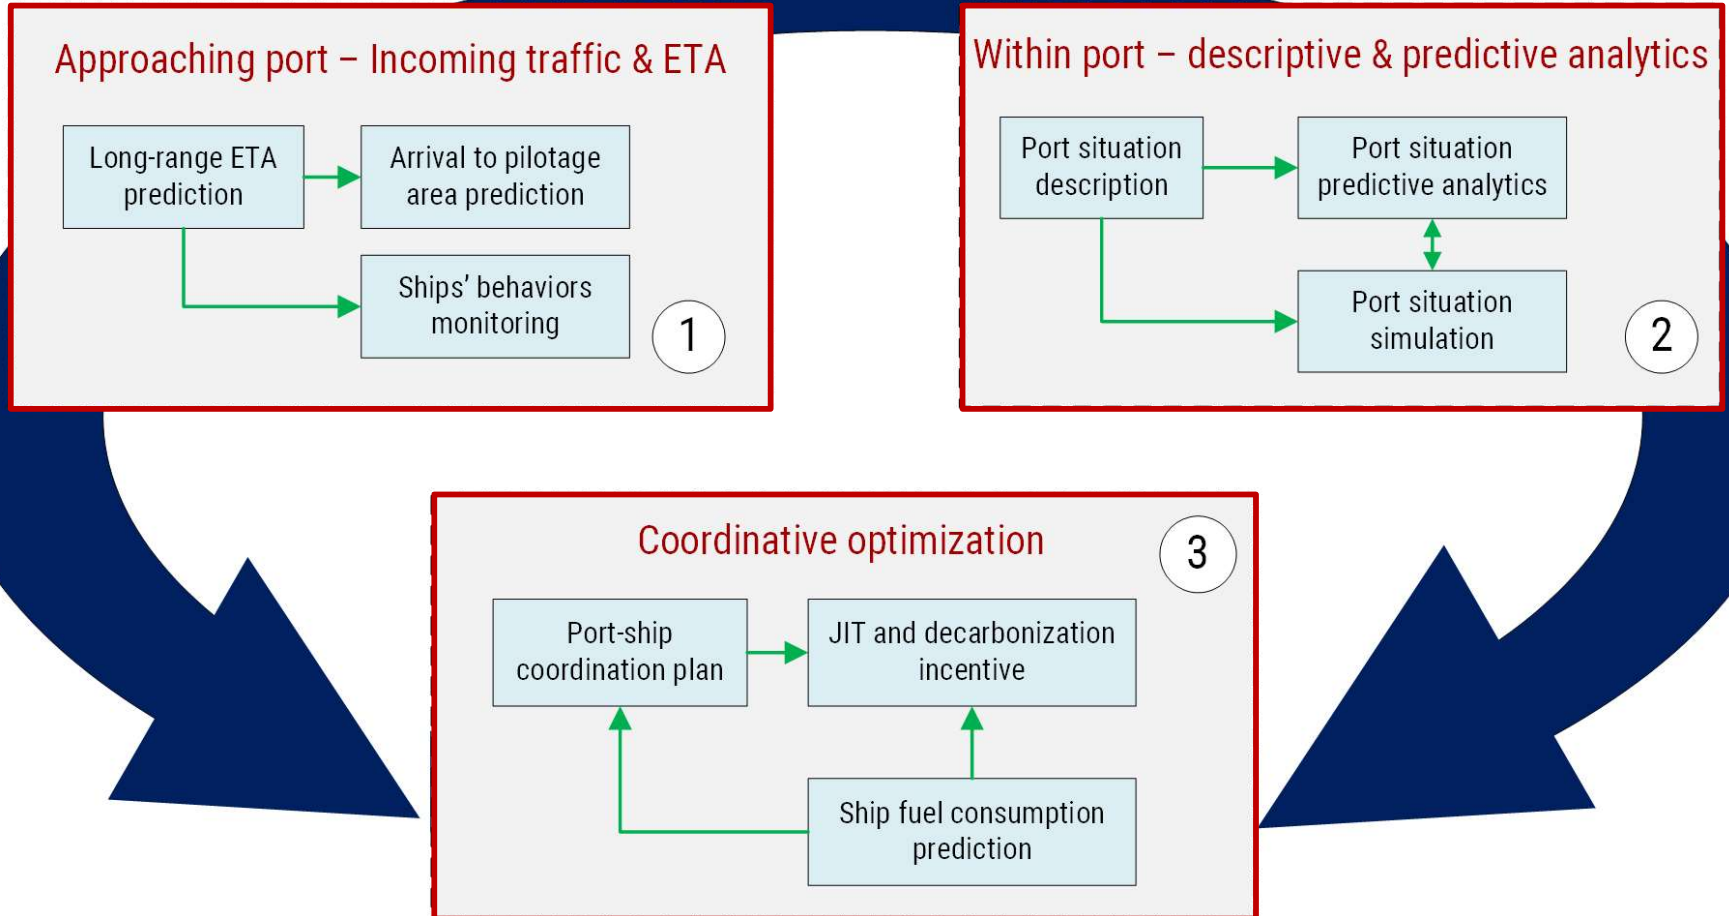 Approaching port – Incoming traffic & ETA
Long-range ETA
prediction
Arrival to pilotage
area prediction
Ships’ behaviors
monitoring
1
Within port – descriptive & predictive analytics
Port situation
description
Port situation
predictive analytics
Port situation
simulation
2
Coordinative optimization
3
Port-ship
coordination plan
JIT and decarbonization
incentive
Ship fuel consumption
prediction